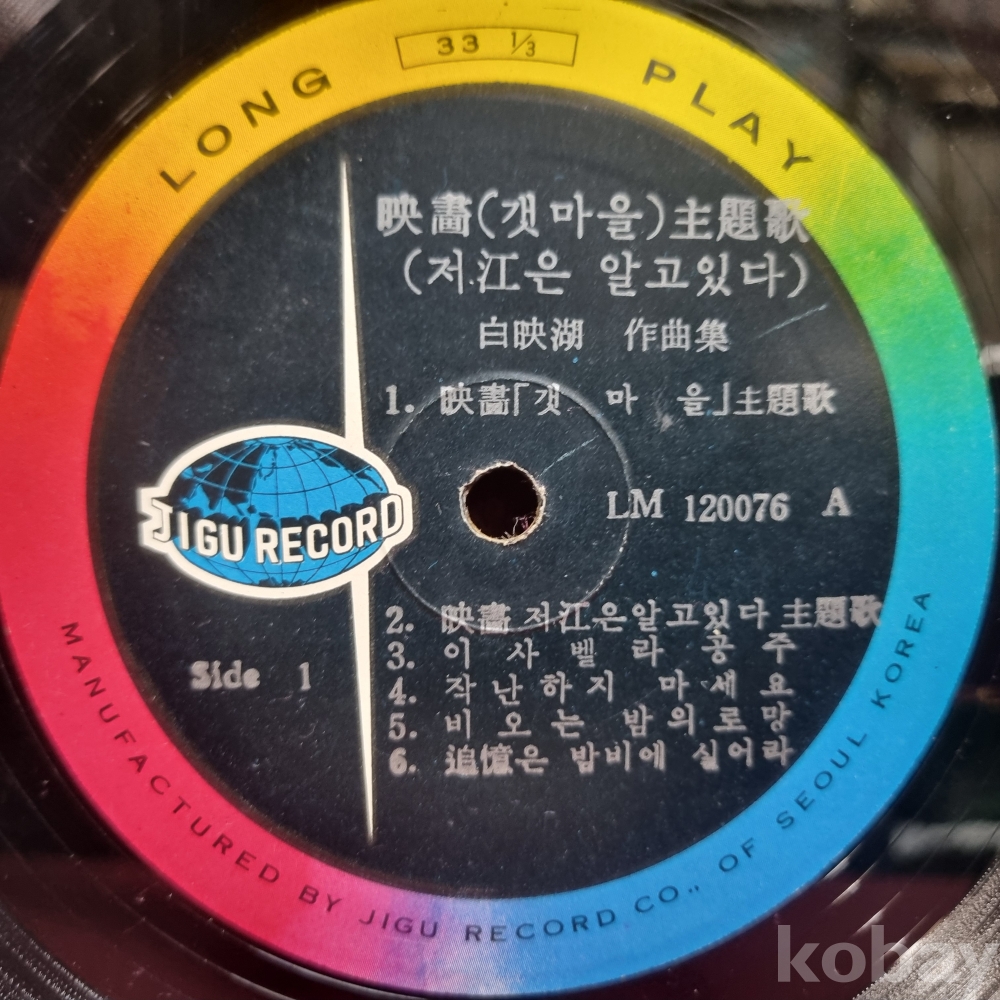 LONG PLAY
33 1/3
映畵(갯마을)主題歌
(저江은 알고있다)
白映湖 作曲集
1. 映畵「갯마을」主題歌
LM 120076 A
JIGU RECORD
2. 映畵 저江은알고있다 主題歌
3. 이사벨라공주
4. 작난하지 마세요
5. 비오는 밤의로망
6. 追憶은 밤비에 실어라
Side 1
MANUFACTURED BY JIGU RECORD CO., OF SEOUL KOREA
kobay